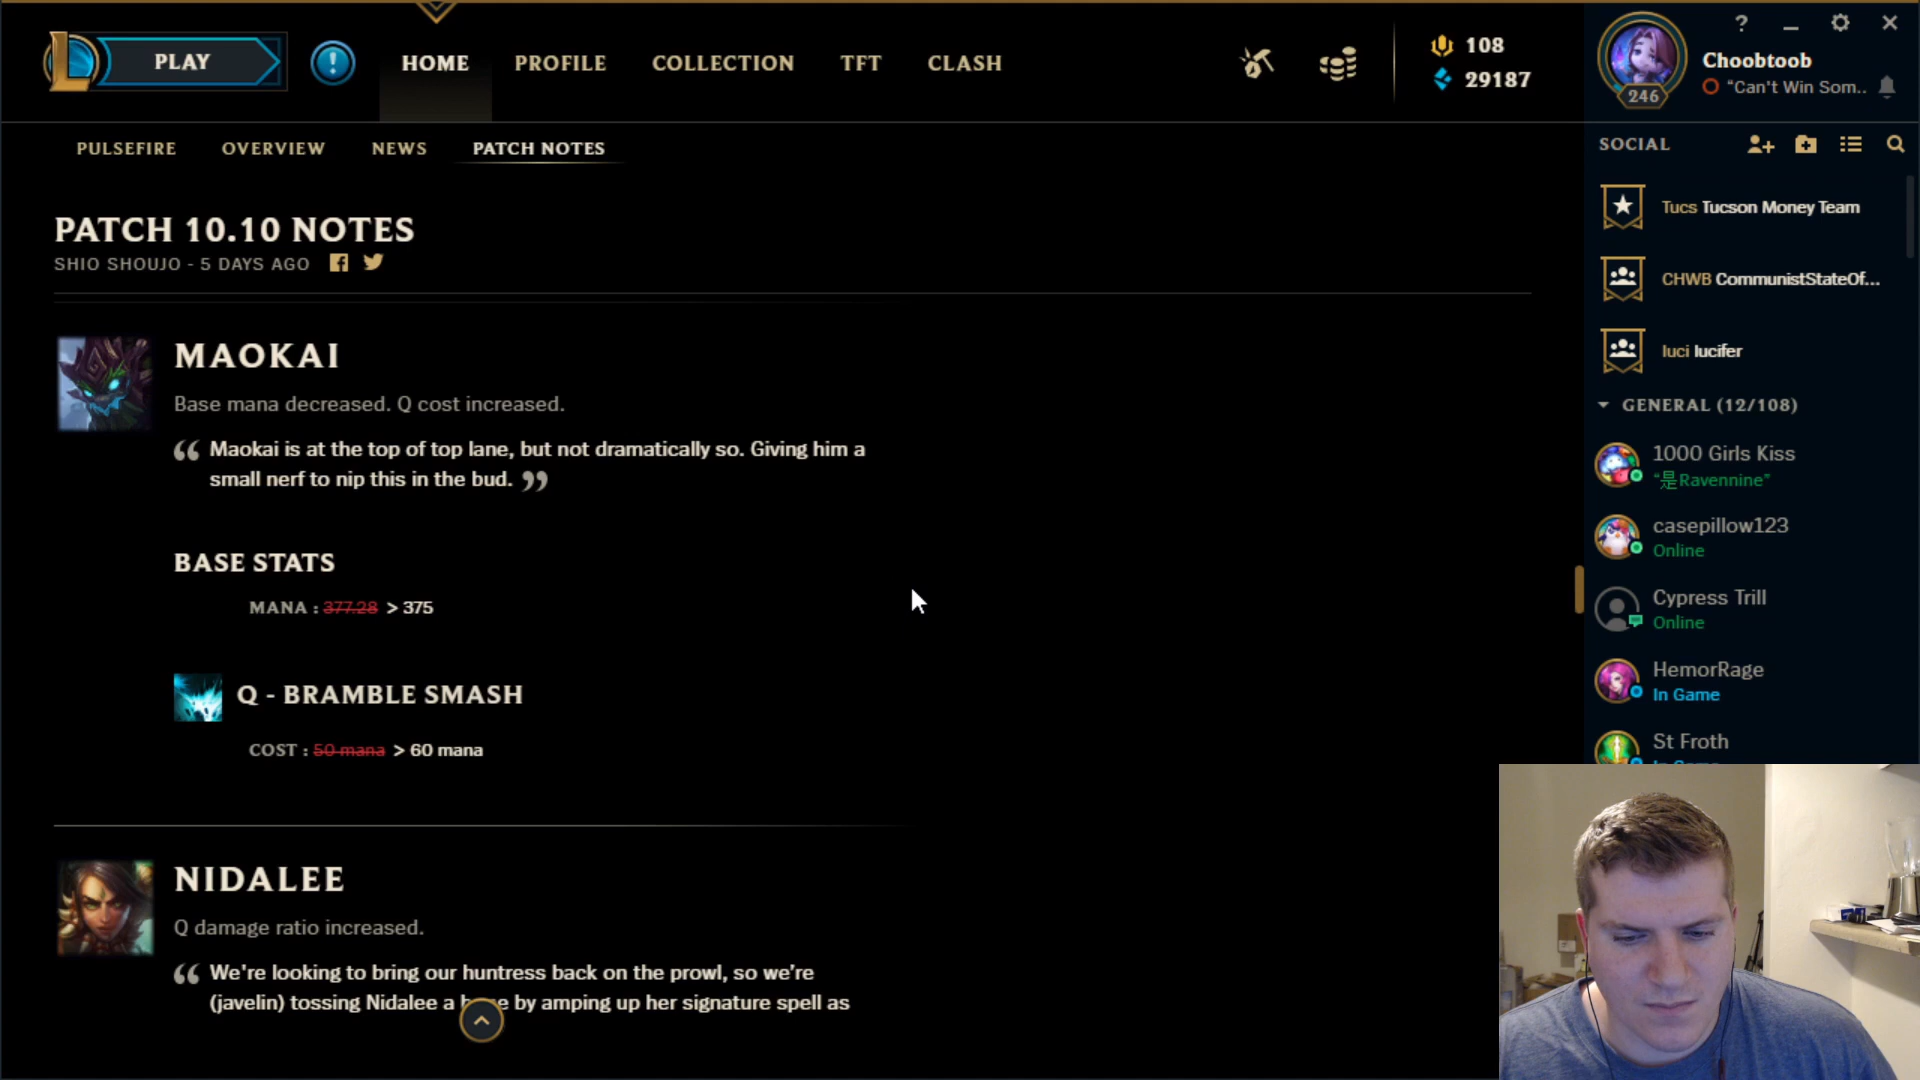 PLAY
HOME
PROFILE
COLLECTION
TFT
CLASH
108
29187
246
Choobtoob
"Can't Win Som..
PULSEFIRE
OVERVIEW
NEWS
PATCH NOTES
SOCIAL
PATCH 10.10 NOTES
SHIO SHOUJO - 5 DAYS AGO
MAOKAI
Base mana decreased. Q cost increased.
Maokai is at the top of top lane, but not dramatically so. Giving him a
small nerf to nip this in the bud.
BASE STATS
MANA : 377.28 > 375
Q - BRAMBLE SMASH
COST : 50 mana > 60 mana
NIDALEE
Q damage ratio increased.
We're looking to bring our huntress back on the prowl, so we're
(javelin) tossing Nidalee a by amping up her signature spell as
Tucs Tucson Money Team
CHWB CommunistStateOf...
luci lucifer
GENERAL (12/108)
1000 Girls Kiss
"是Ravennine"
casepillow123
Online
Cypress Trill
Online
HemorRage
In Game
St Froth